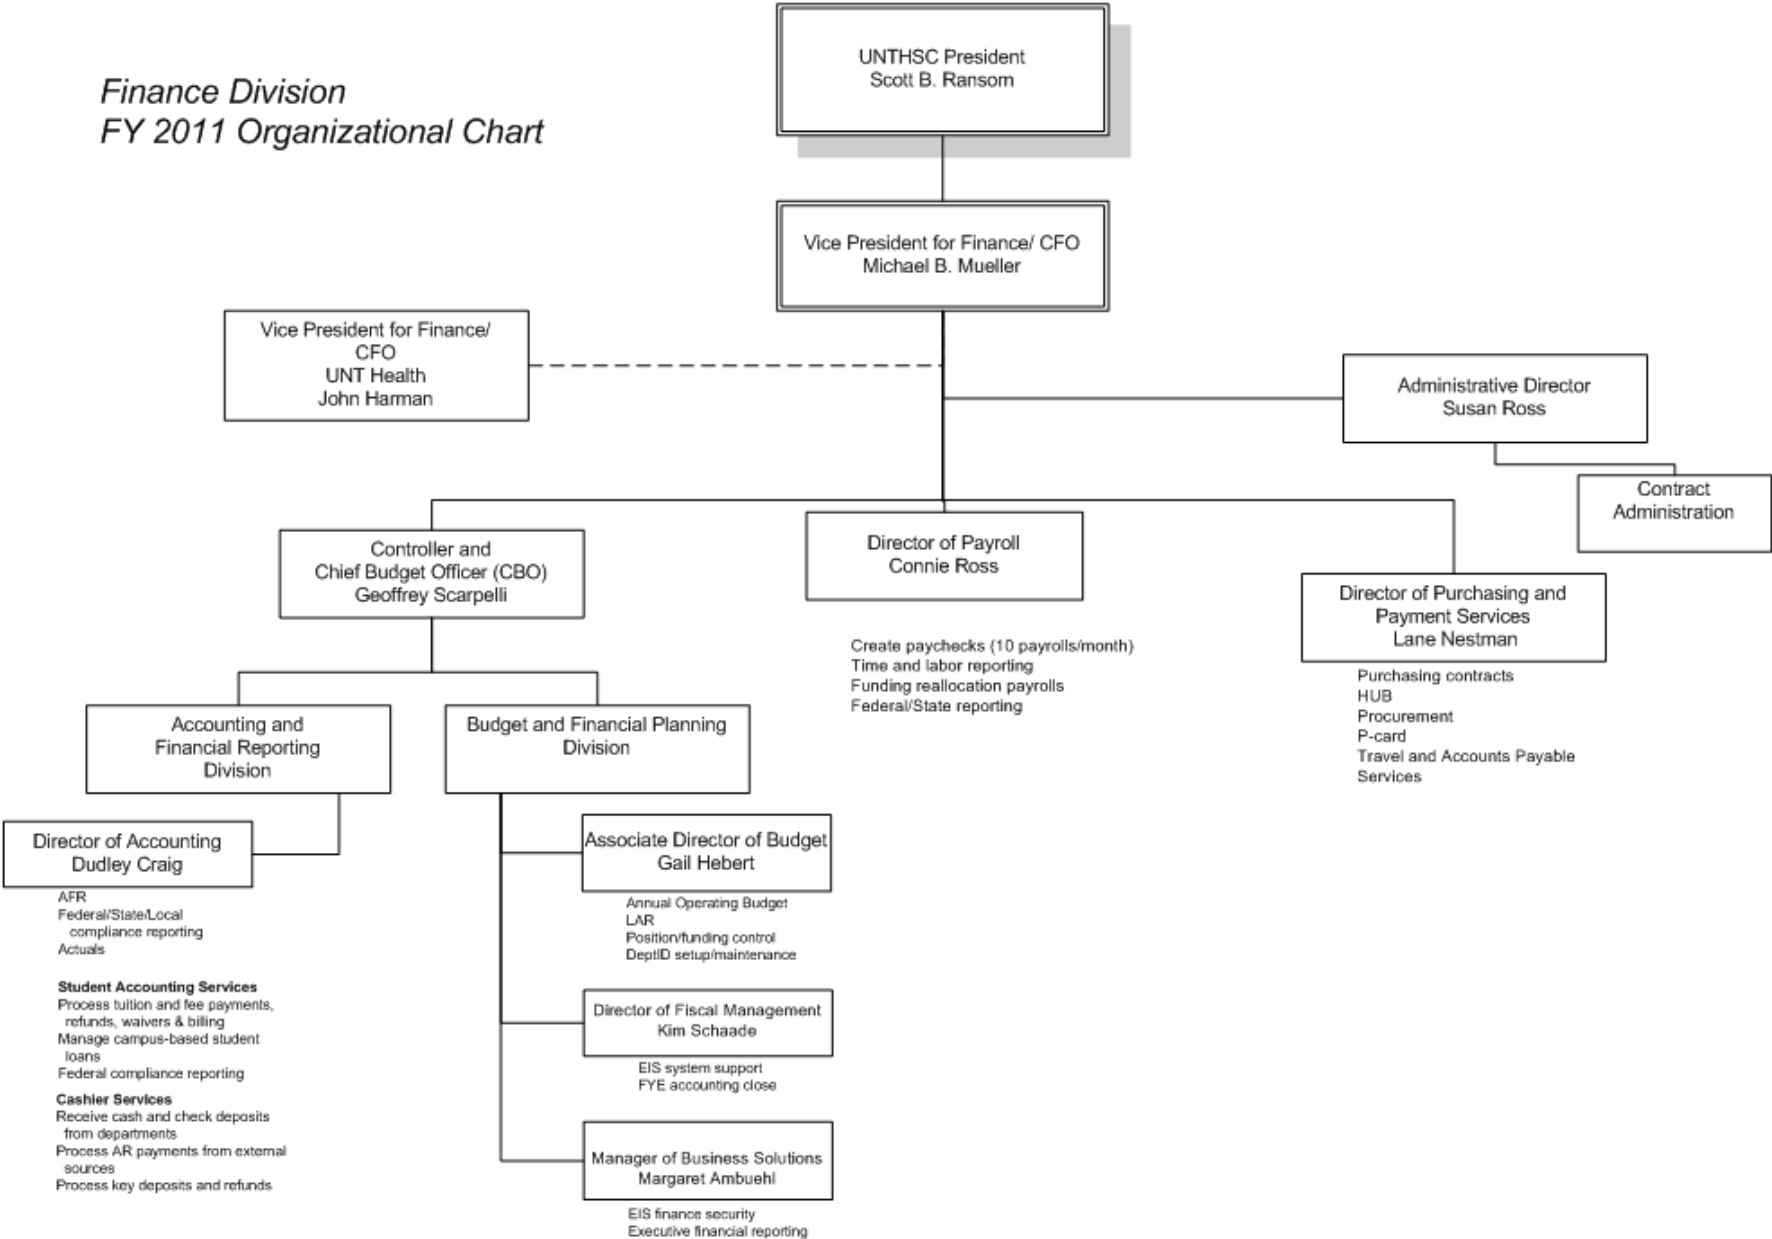 Finance Division
FY 2011 Organizational Chart
UNTHSC President
Scott B. Ransom
Vice President for Finance/ CFO
Michael B. Mueller
Vice President for Finance/
CFO
UNT Health
John Harman
Administrative Director
Susan Ross
Contract
Administration
Controller and
Chief Budget Officer (CBO)
Geoffrey Scarpelli
Director of Payroll
Connie Ross
Create paychecks (10 payrolls/month)
Time and labor reporting
Funding reallocation payrolls
Federal/State reporting
Director of Purchasing and
Payment Services
Lane Nestman
Purchasing contracts
HUB
Procurement
P-card
Travel and Accounts Payable
Services
Accounting and
Financial Reporting
Division
Budget and Financial Planning
Division
Director of Accounting
Dudley Craig
AFR
Federal/State/Local
compliance reporting
Actuals
Student Accounting Services
Process tuition and fee payments,
refunds, waivers & billing
Manage campus-based student
loans
Federal compliance reporting
Cashier Services
Receive cash and check deposits
from departments
Process AR payments from external
sources
Process key deposits and refunds
Associate Director of Budget
Gail Hebert
Annual Operating Budget
LAR
Position/funding control
DeptID setup/maintenance
Director of Fiscal Management
Kim Schaade
EIS system support
FYE accounting close
Manager of Business Solutions
Margaret Ambuehl
EIS finance security
Executive financial reporting